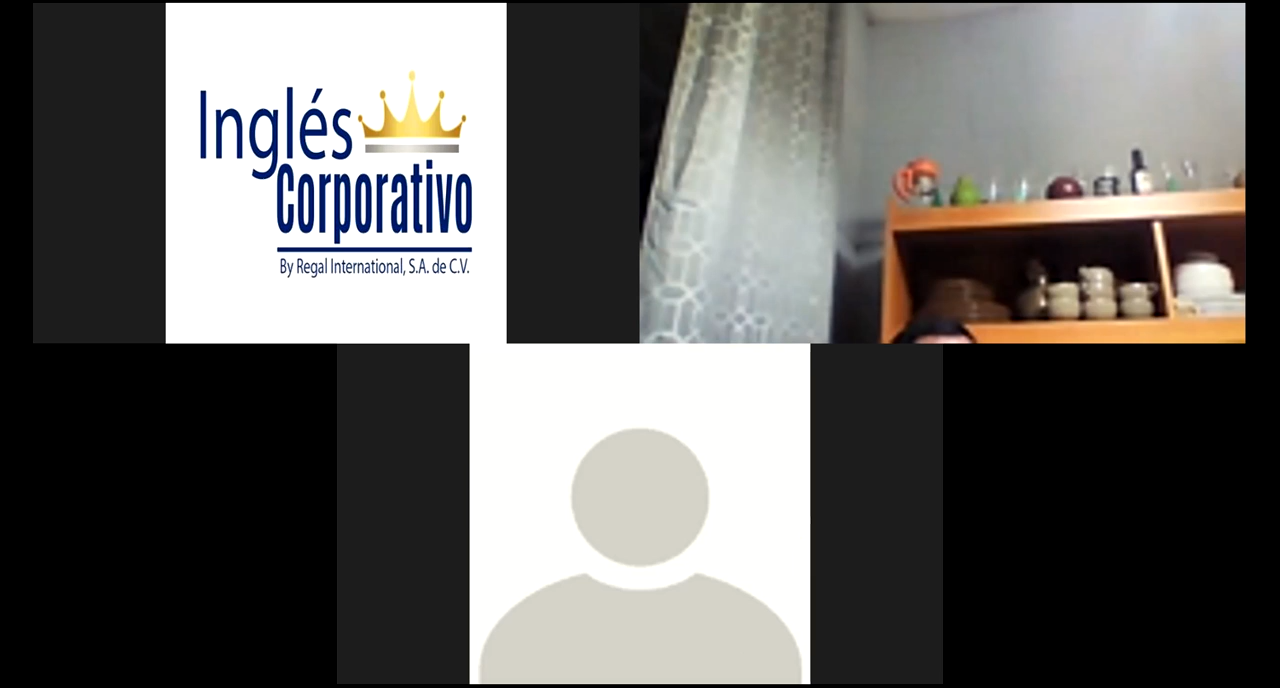 Inglés
Corporativo
By Regal International, S.A. de C.V.